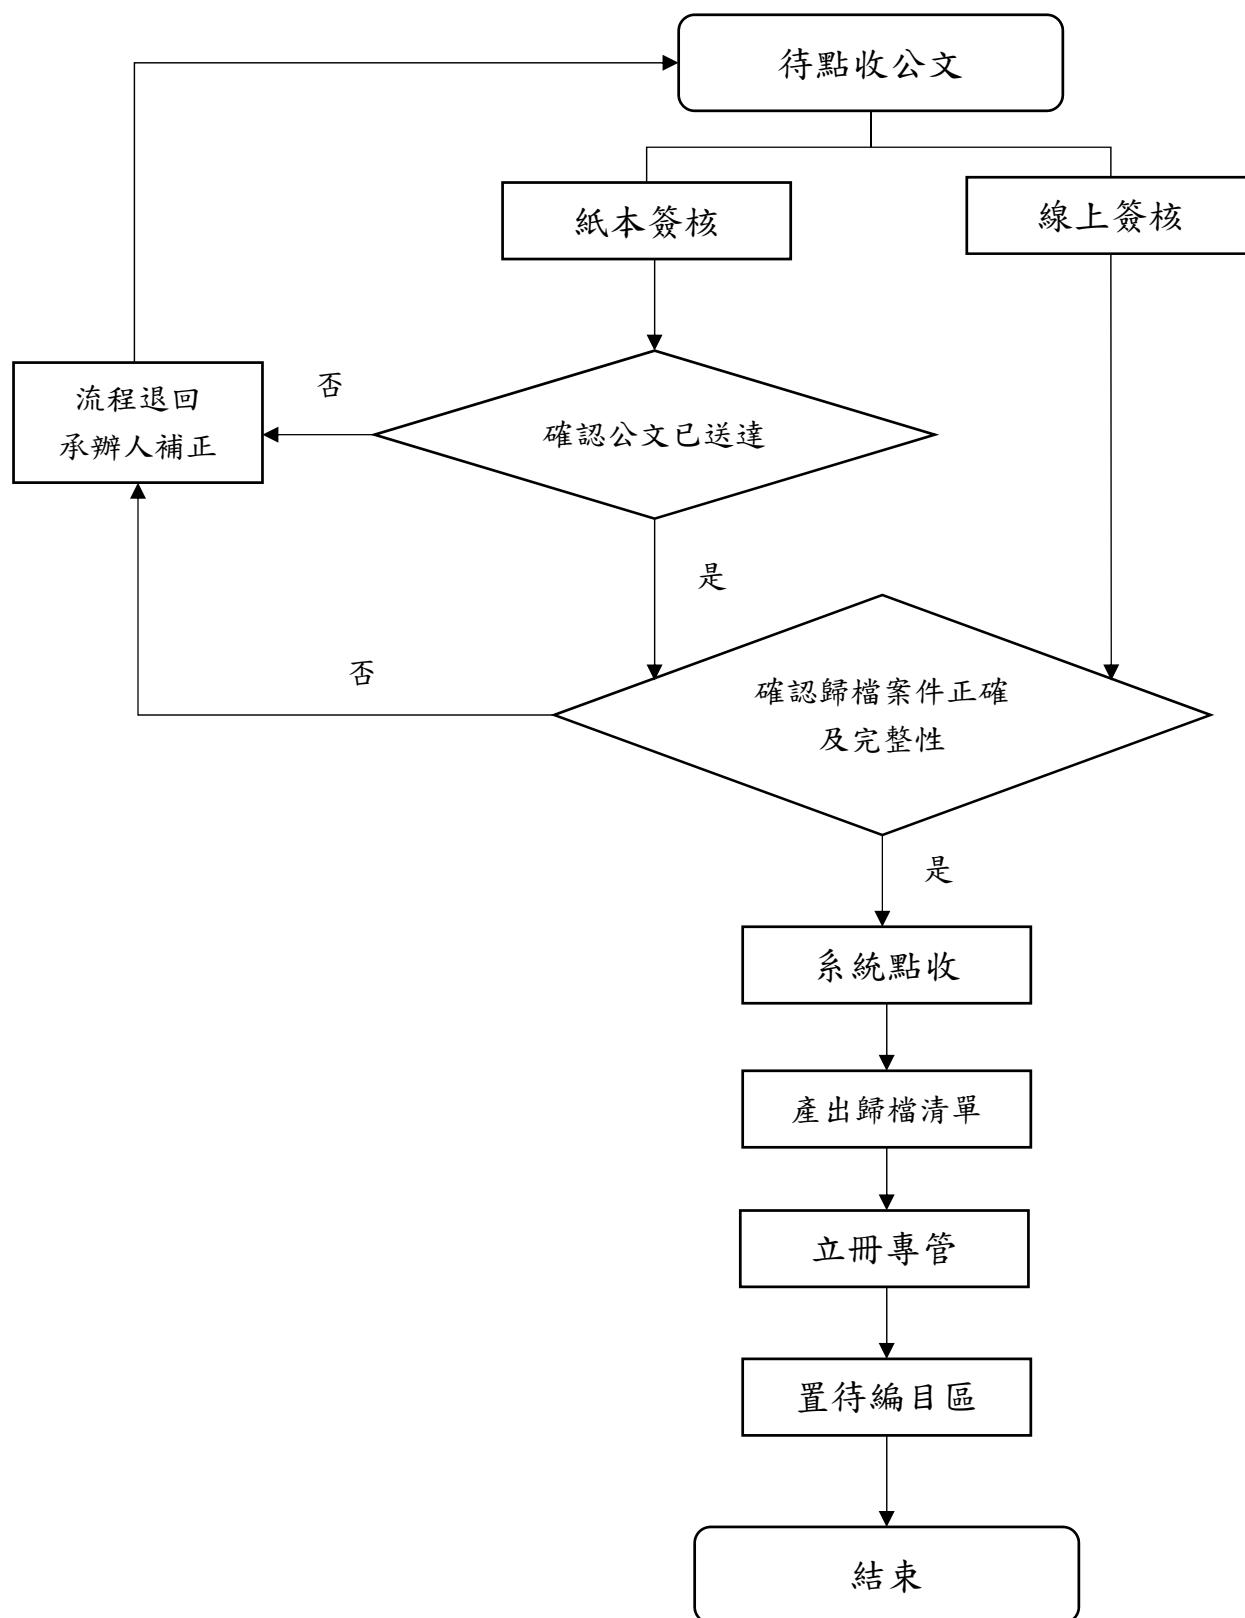 待點收公文
紙本簽核
線上簽核
流程退回
承辦人補正
否
確認公文已送達
是
否
確認歸檔案件正確
及完整性
是
系統點收
產出歸檔清單
立冊專管
置待編目區
結束